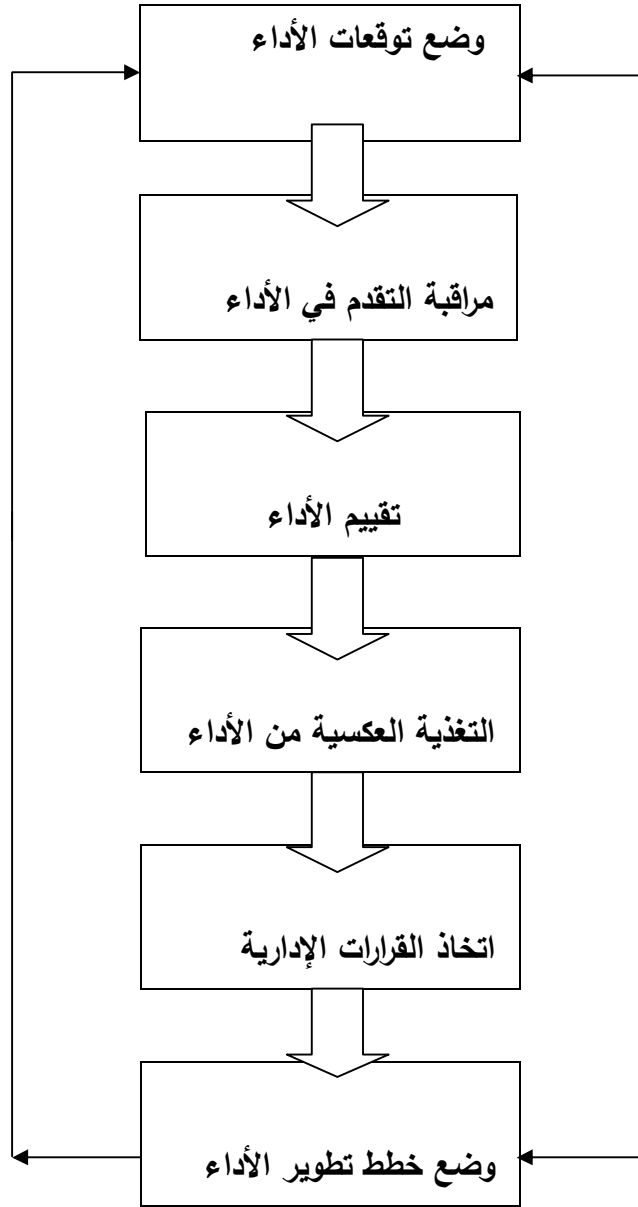 وضع توقعات الأداء
مراقبة التقدم في الأداء
تقييم الأداء
التغذية العكسية من الأداء
اتخاذ القرارات الإدارية
وضع خطط تطوير الأداء